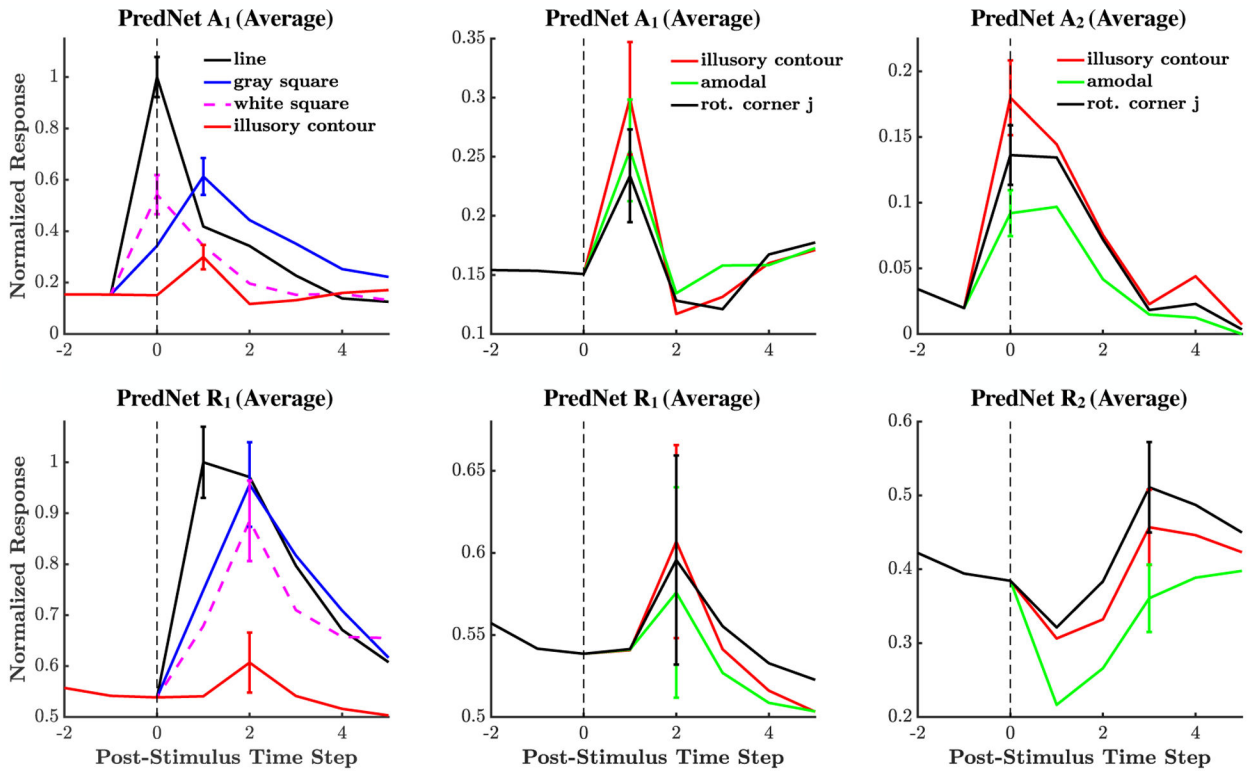 PredNet A1 (Average)
Normalized Response
1
0.8
0.6
0.4
0.2
0
-2
0
2
4
line
gray square
white square
illusory contour
PredNet A1 (Average)
0.35
0.3
0.25
0.2
0.15
0.1
-2
0
2
4
illusory contour
amodal
rot. corner j
PredNet A2 (Average)
0.2
0.15
0.1
0.05
0
-2
0
2
4
illusory contour
amodal
rot. corner j
PredNet R1 (Average)
Normalized Response
1
0.9
0.8
0.7
0.6
0.5
-2
0
2
4
Post-Stimulus Time Step
PredNet R1 (Average)
0.65
0.6
0.55
0.5
-2
0
2
4
Post-Stimulus Time Step
PredNet R2 (Average)
0.6
0.5
0.4
0.3
0.2
-2
0
2
4
Post-Stimulus Time Step